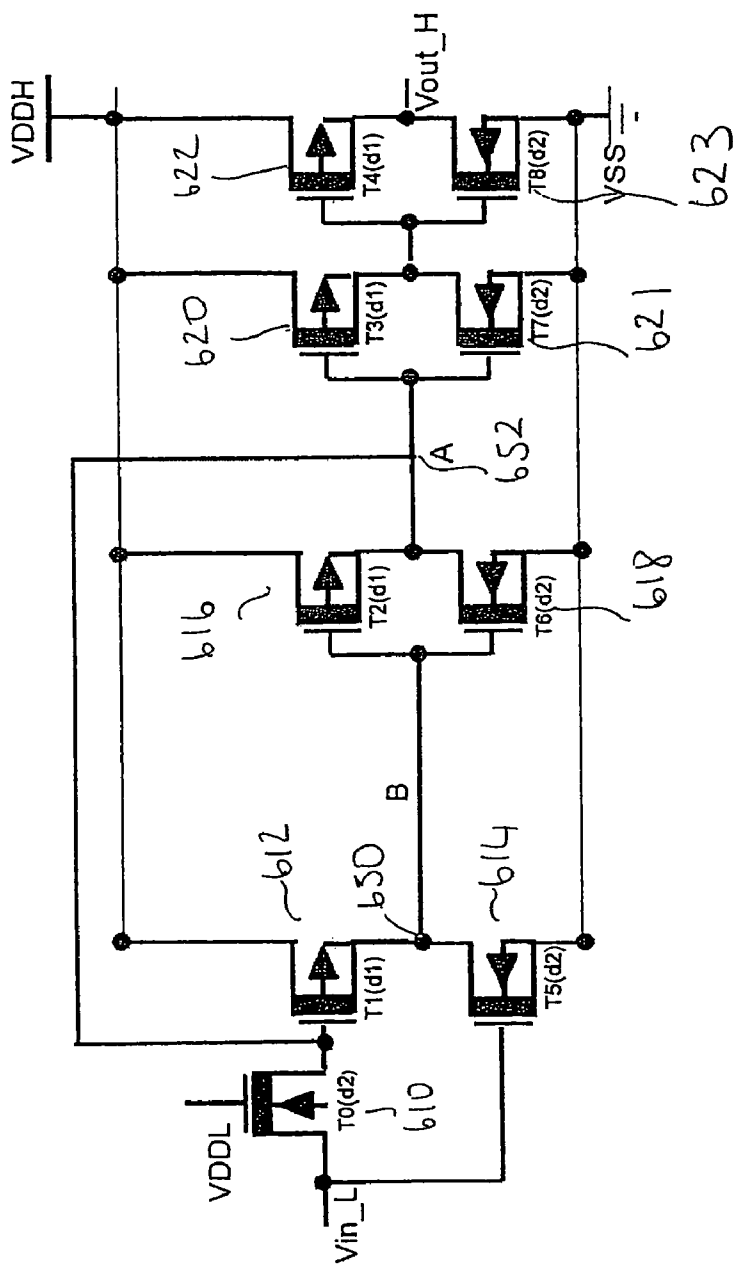 VDDH
622
T4(d1)
Vout_H
T8(d2)
VSS
623
620
T3(d1)
T7(d2)
621
A
652
616
T2(d1)
T6(d2)
618
B
612
650
614
T1(d1)
T5(d2)
VDDL
T0(d2)
610
Vin_L